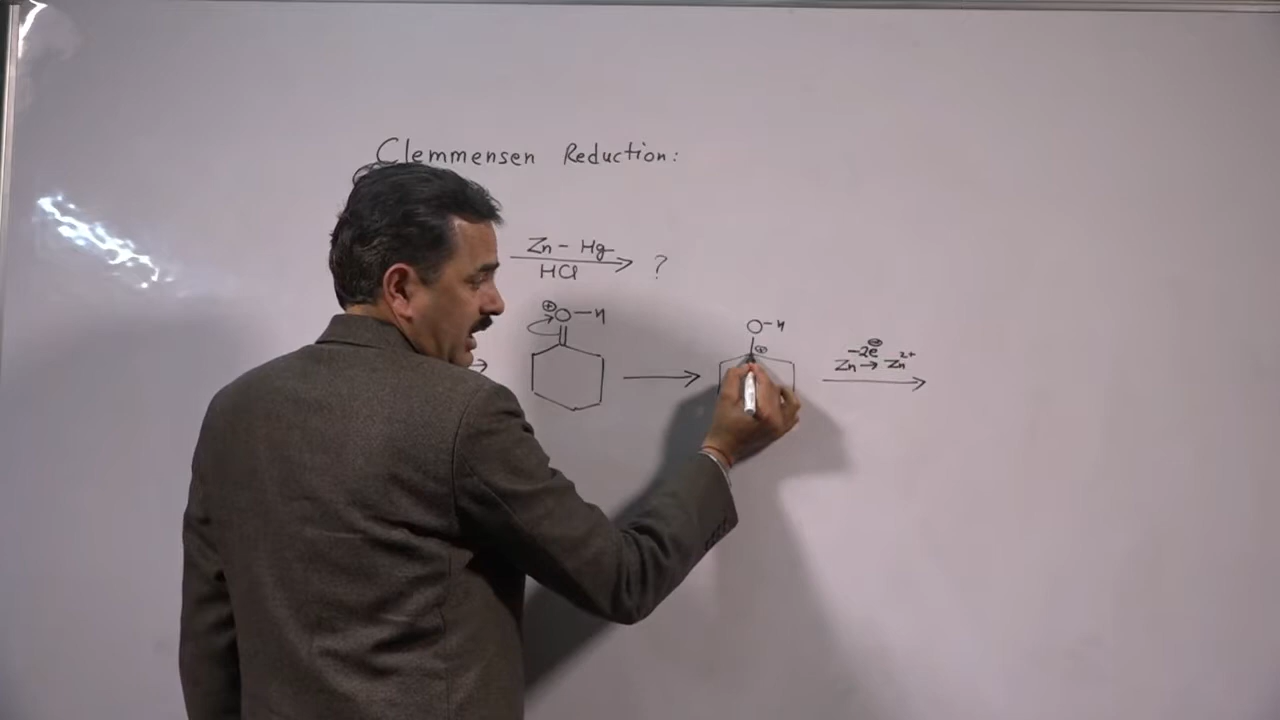 Clemmensen Reduction:
Zn - Hg
HCl
?
⊕
O-H
O-H
⊕
-2e⊖
Zn → Zn²⁺